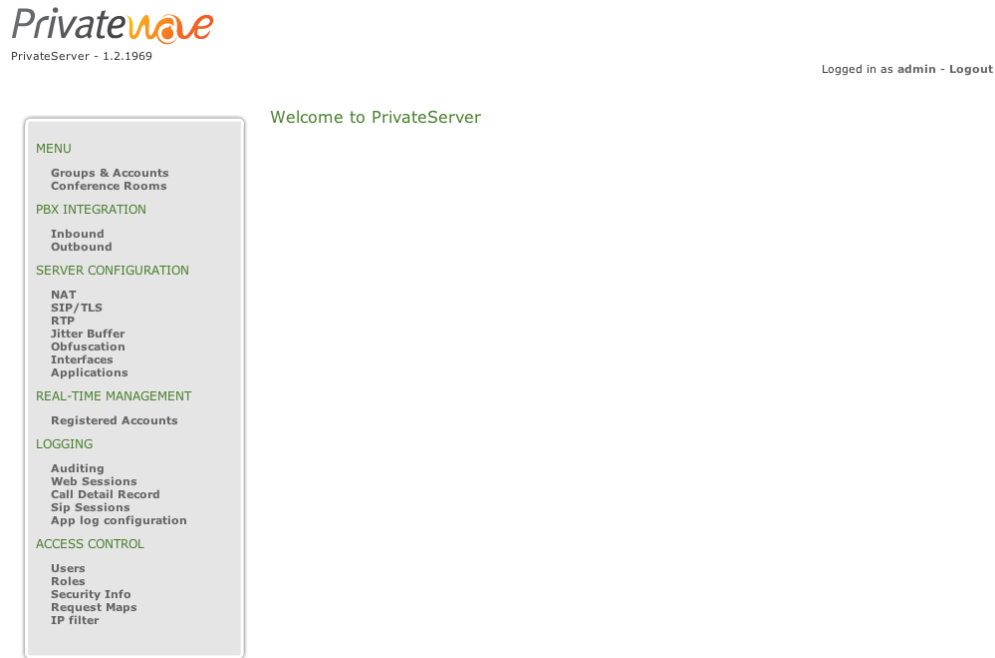 Privatewave
PrivateServer - 1.2.1969
Logged in as admin - Logout
Welcome to PrivateServer
MENU
Groups & Accounts
Conference Rooms
PBX INTEGRATION
Inbound
Outbound
SERVER CONFIGURATION
NAT
SIP/TLS
RTP
Jitter Buffer
Obfuscation
Interfaces
Applications
REAL-TIME MANAGEMENT
Registered Accounts
LOGGING
Auditing
Web Sessions
Call Detail Record
Sip Sessions
App log configuration
ACCESS CONTROL
Users
Roles
Security Info
Request Maps
IP filter